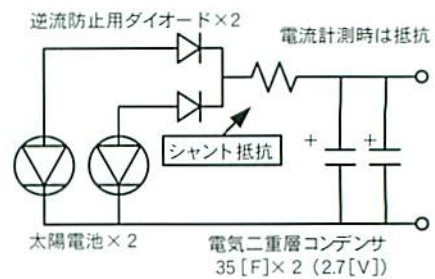 逆流防止用ダイオード×2
電流計測時は抵抗
シャント抵抗
+
+
太陽電池×2
電気二重層コンデンサ
35[F]×2 (2.7[V])